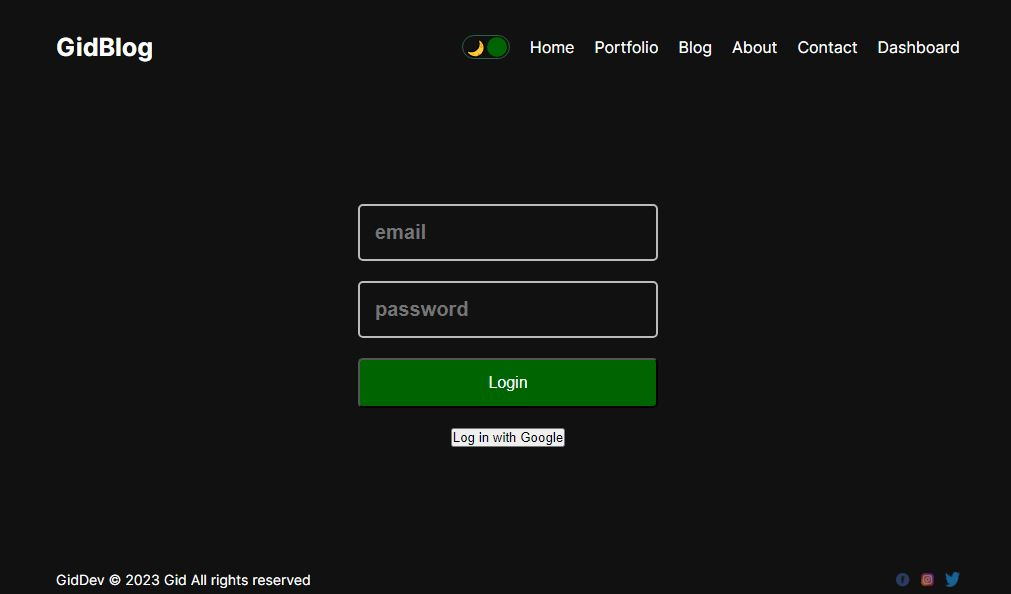 GidBlog
Home Portfolio Blog About Contact Dashboard
email
password
Login
Log in with Google
GidDev © 2023 Gid All rights reserved